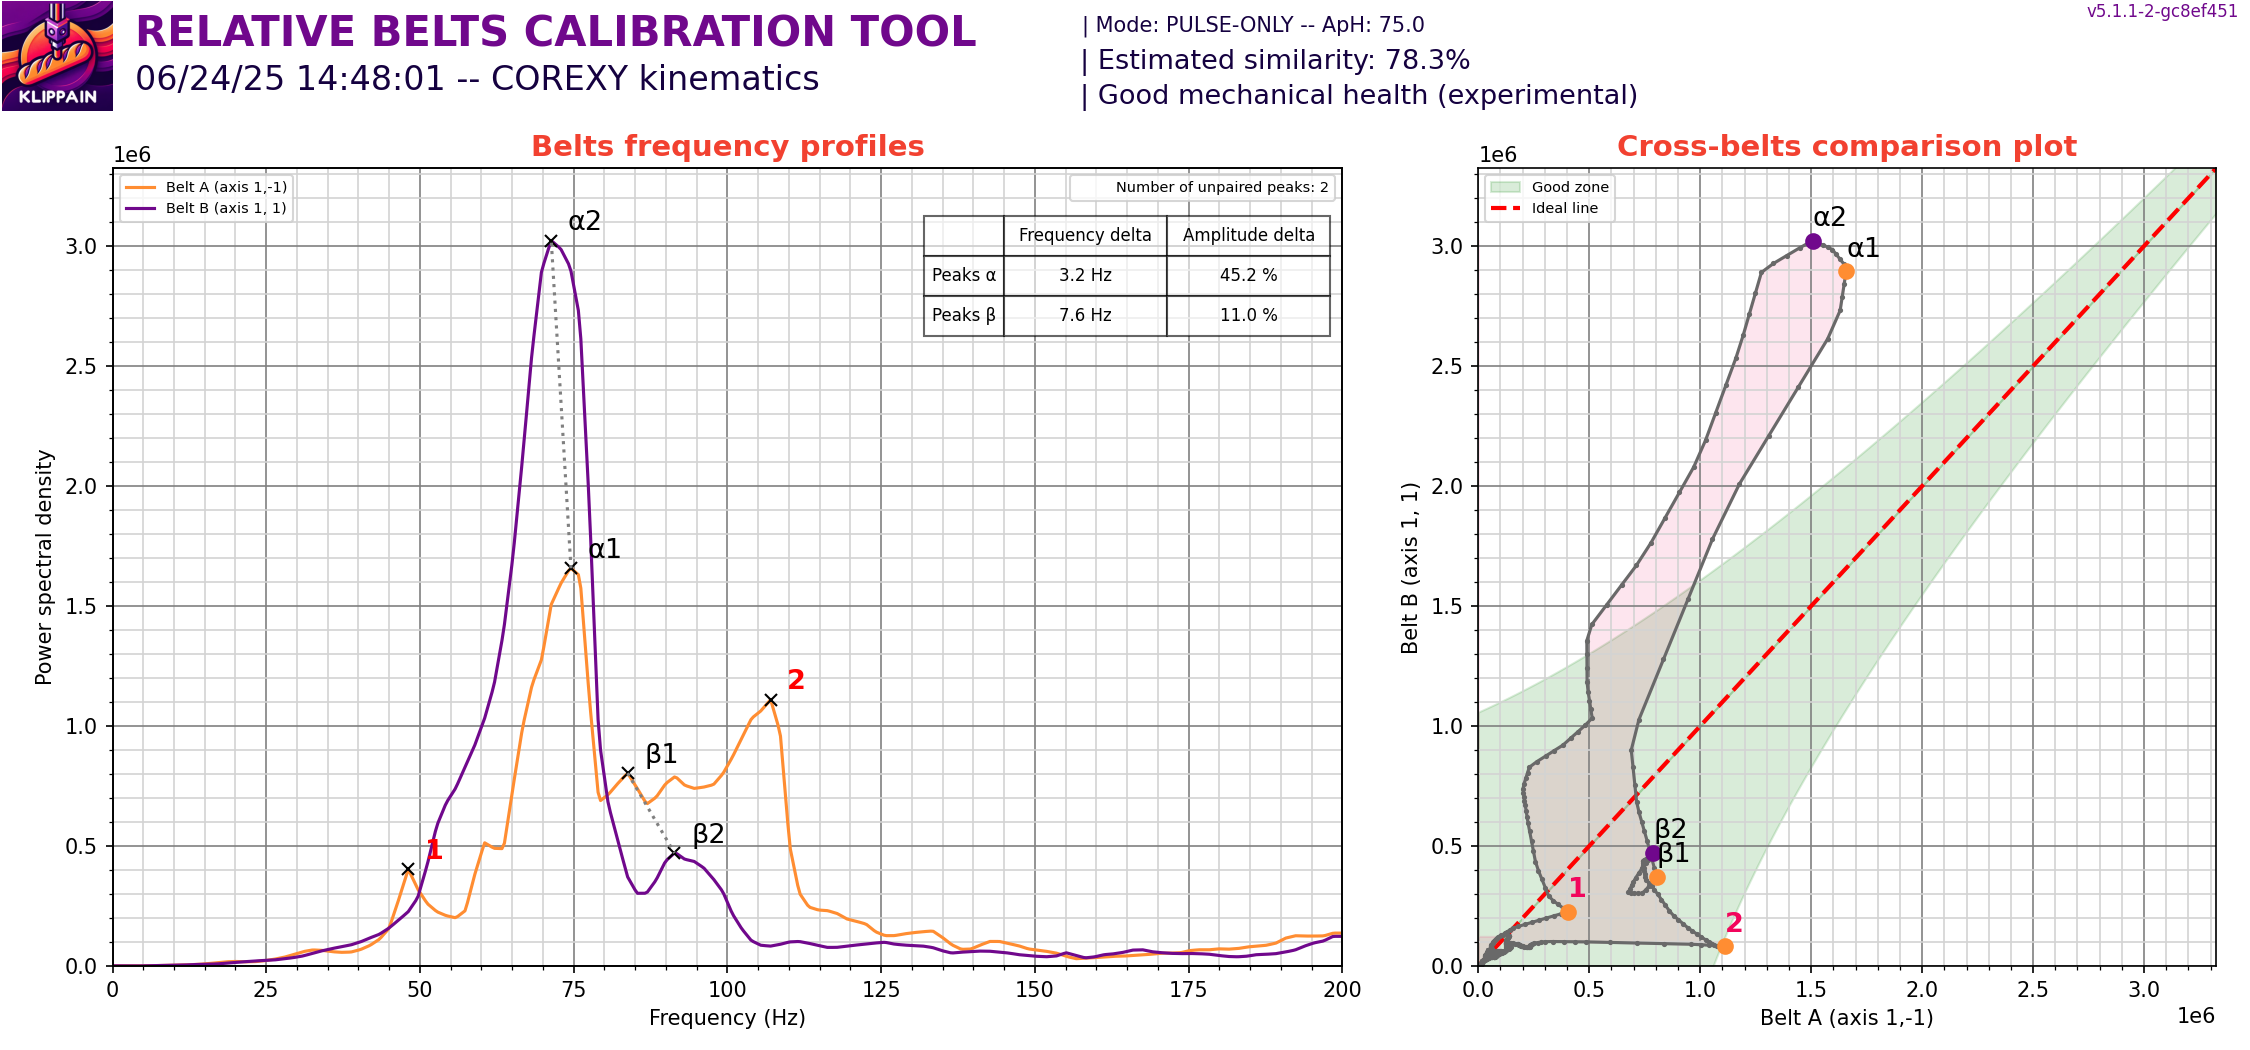 KLIPPAIN
RELATIVE BELTS CALIBRATION TOOL
06/24/25 14:48:01 -- COREXY kinematics
| Mode: PULSE-ONLY -- ApH: 75.0
| Estimated similarity: 78.3%
| Good mechanical health (experimental)
v5.1.1-2-gc8ef451
Belts frequency profiles
1e6
Belt A (axis 1,-1)
Belt B (axis 1, 1)
Number of unpaired peaks: 2
Frequency delta Amplitude delta
Peaks α 3.2 Hz 45.2 %
Peaks β 7.6 Hz 11.0 %
α2
α1
2
β1
β2
1
3.0
2.5
2.0
1.5
1.0
0.5
0.0
Power spectral density
0 25 50 75 100 125 150 175 200
Frequency (Hz)
Cross-belts comparison plot
1e6
Good zone
Ideal line
α2
α1
β2
β1
1
2
3.0
2.5
2.0
1.5
1.0
0.5
0.0
Belt B (axis 1, 1)
0.0 0.5 1.0 1.5 2.0 2.5 3.0
Belt A (axis 1,-1)
1e6